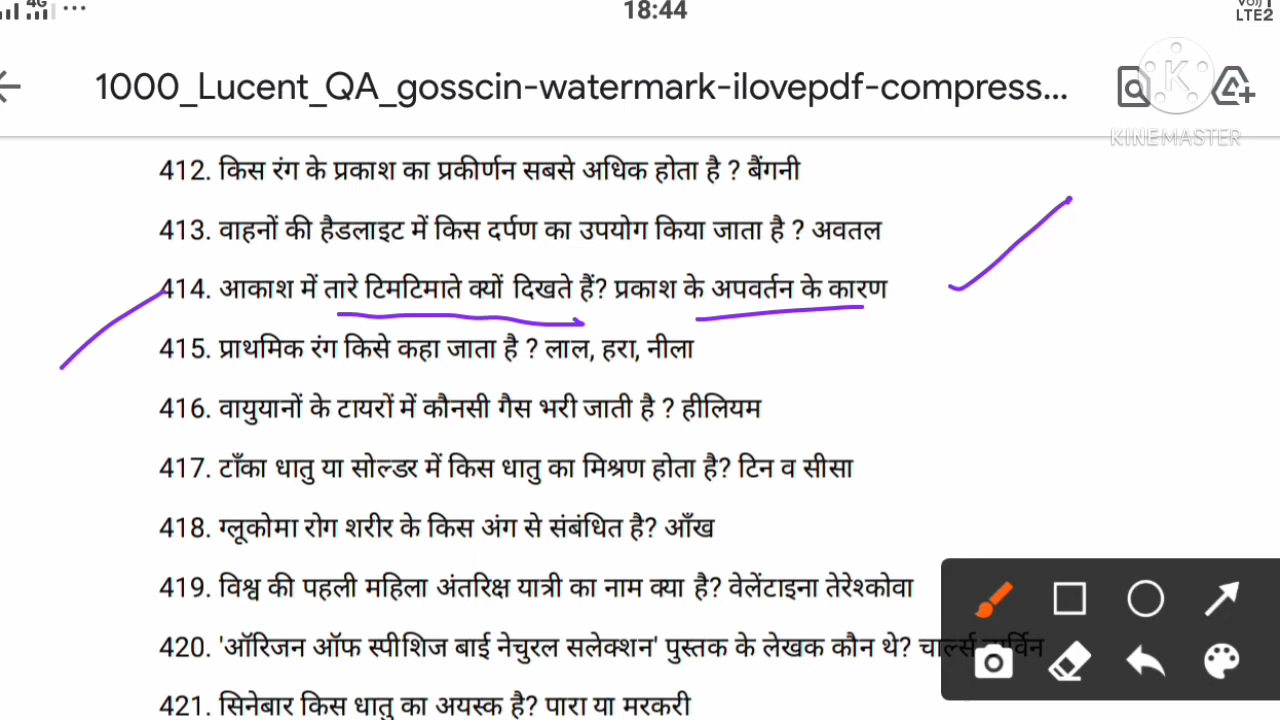 4G
18:44
LTE2
1000_Lucent_QA_gosscin-watermark-ilovepdf-compress...
K
KINEMASTER
412. किस रंग के प्रकाश का प्रकीर्णन सबसे अधिक होता है ? बैंगनी
413. वाहनों की हैडलाइट में किस दर्पण का उपयोग किया जाता है ? अवतल
414. आकाश में तारे टिमटिमाते क्यों दिखते हैं? प्रकाश के अपवर्तन के कारण
415. प्राथमिक रंग किसे कहा जाता है ? लाल, हरा, नीला
416. वायुयानों के टायरों में कौनसी गैस भरी जाती है ? हीलियम
417. टाँका धातु या सोल्डर में किस धातु का मिश्रण होता है? टिन व सीसा
418. ग्लूकोमा रोग शरीर के किस अंग से संबंधित है? आँख
419. विश्व की पहली महिला अंतरिक्ष यात्री का नाम क्या है? वेलेंटाइना तेरेश्कोवा
420. 'ऑरिजन ऑफ स्पीशिज बाई नेचुरल सलेक्शन' पुस्तक के लेखक कौन थे?
421. सिनेबार किस धातु का अयस्क है? पारा या मरकरी